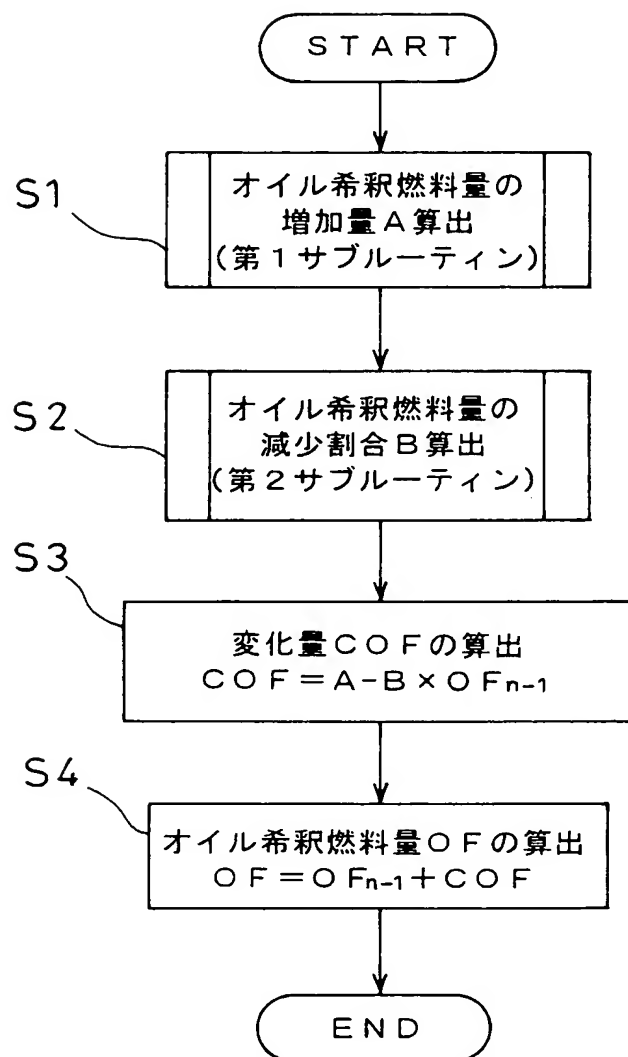 START
S1
オイル希釈燃料量の
増加量A算出
(第1サブルーティン)
S2
オイル希釈燃料量の
減少割合B算出
(第2サブルーティン)
S3
変化量COFの算出
COF=A-B×OFn-1
S4
オイル希釈燃料量OFの算出
OF=OFn-1+COF
END